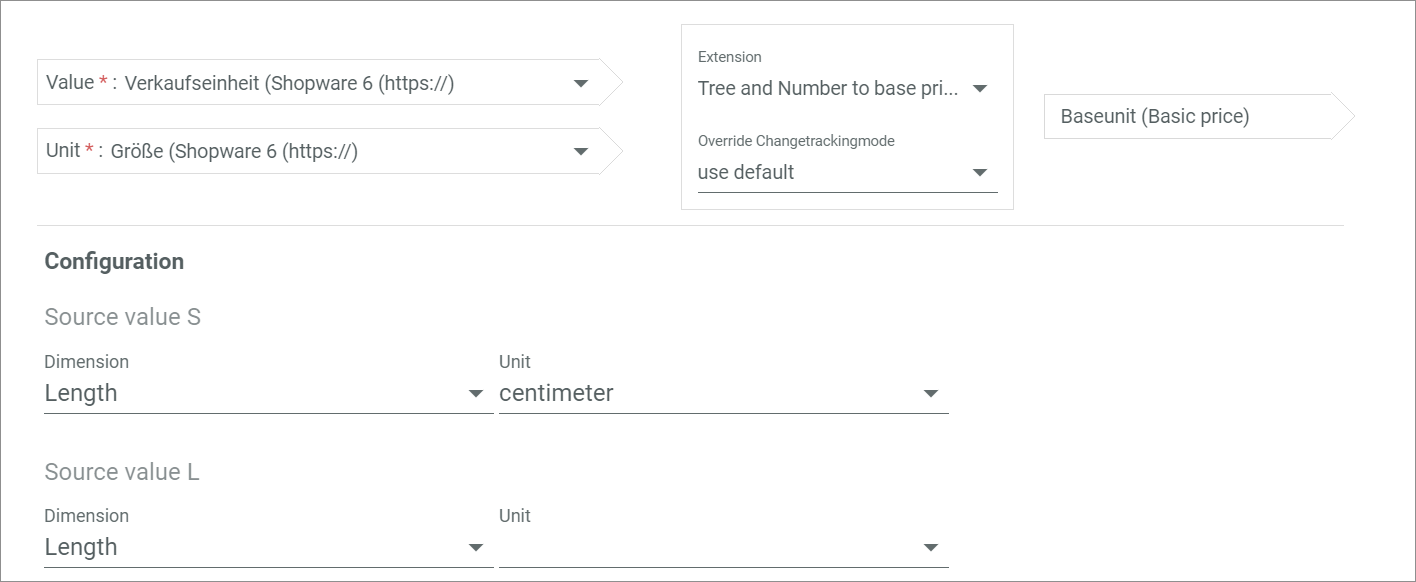 Value * : Verkaufseinheit (Shopware 6 (https://)
Unit * : Größe (Shopware 6 (https://)
Extension
Tree and Number to base pri...
Override Changetrackingmode
use default
Baseunit (Basic price)
Configuration
Source value S
Dimension Unit
Length centimeter
Source value L
Dimension Unit
Length